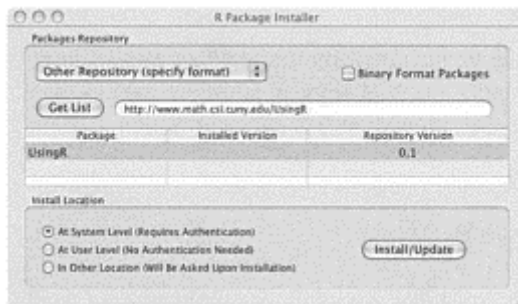 R Package Installer
Packages Repository
Other Repository (specify format)
Binary Format Packages
Get List
http://www.math.csi.cuny.edu/UsingR
Package Installed Version Repository Version
UsingR 0.1
Install Location
At System Level (Requires Authentication)
At User Level (No Authentication Needed)
In Other Location (Will Be Asked Upon Installation)
Install/Update